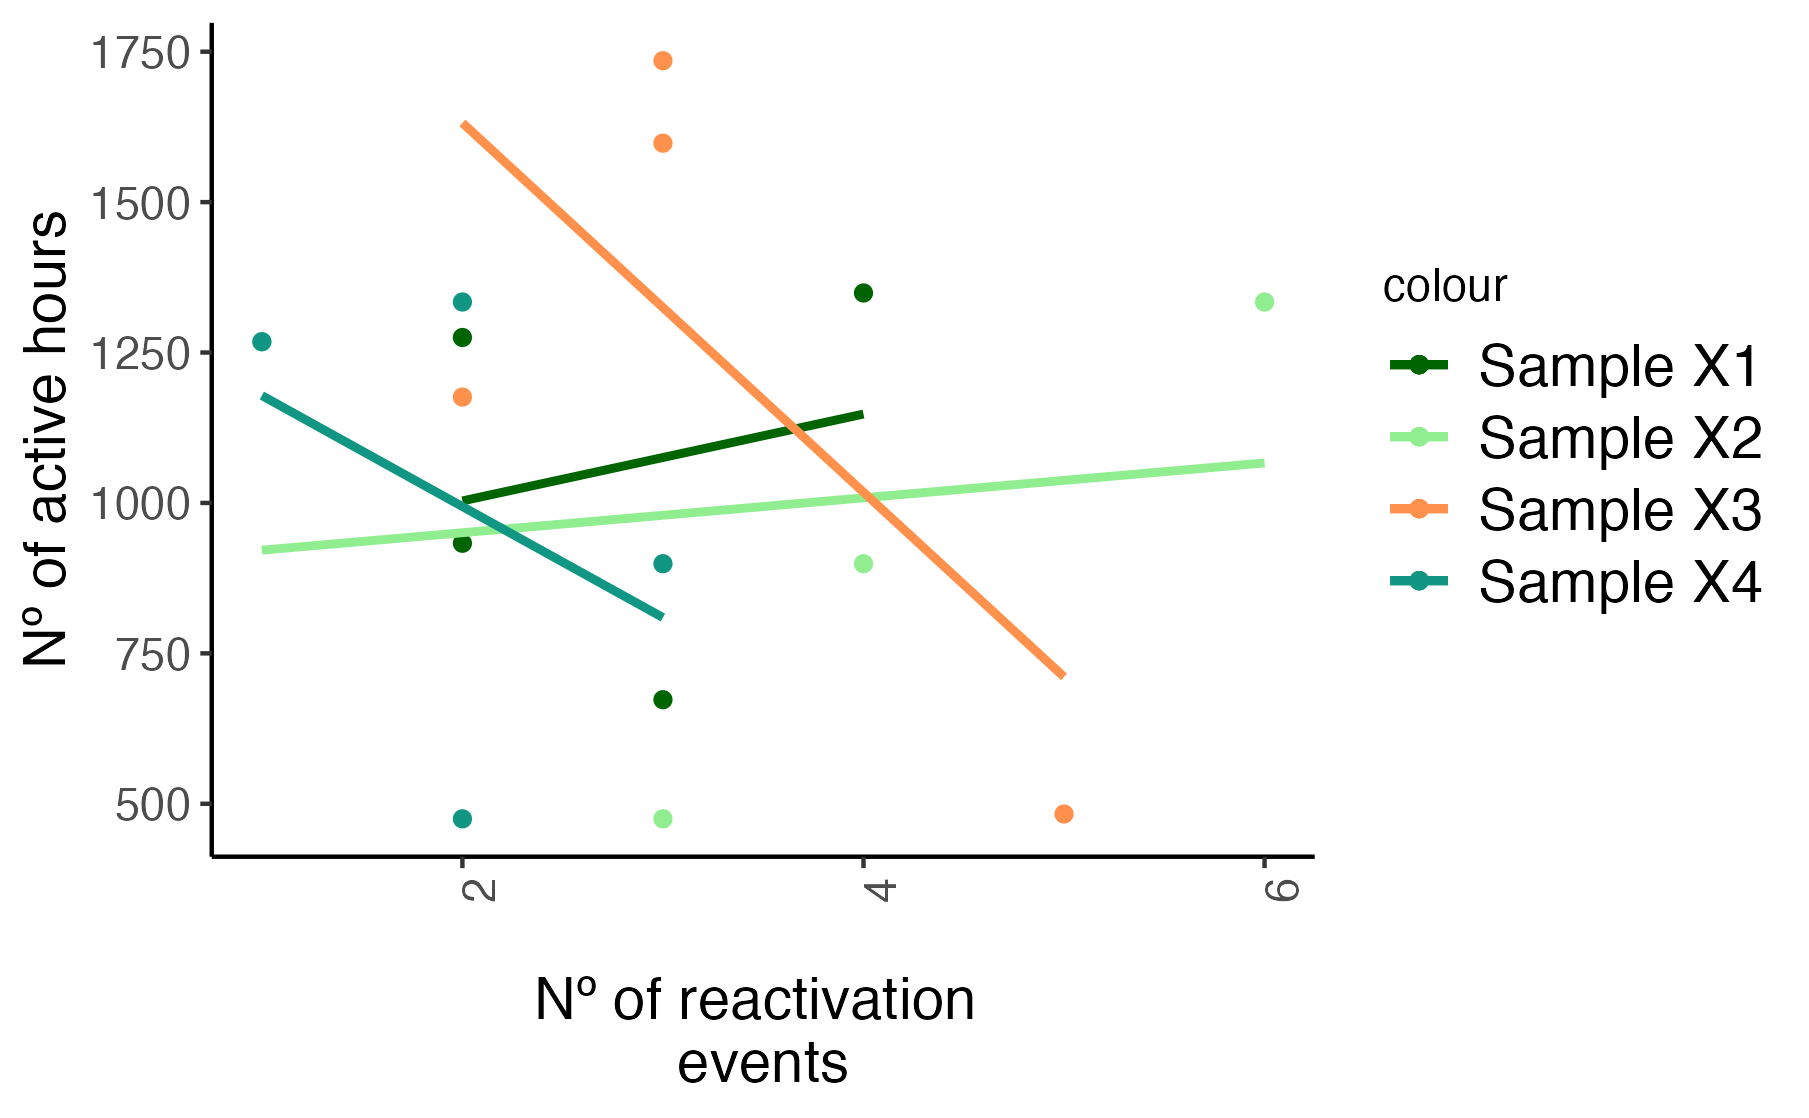 Nº of active hours
1750
1500
1250
1000
750
500
2
4
6
Nº of reactivation
events
colour
Sample X1
Sample X2
Sample X3
Sample X4